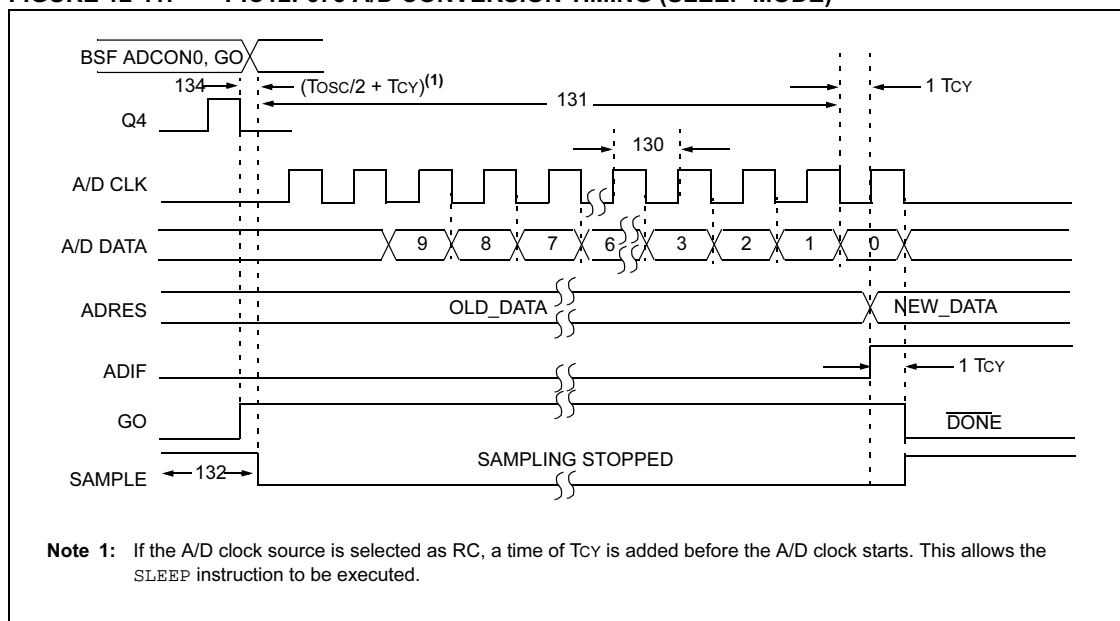 BSF ADCON0, GO
134 (TOSC/2 + TCY)(1)
131
1 TCY
Q4
130
A/D CLK
A/D DATA
9 8 7 6 3 2 1 0
ADRES
OLD_DATA
NEW_DATA
ADIF
1 TCY
GO
DONE
SAMPLE
132
SAMPLING STOPPED
Note 1: If the A/D clock source is selected as RC, a time of TCY is added before the A/D clock starts. This allows the
SLEEP instruction to be executed.